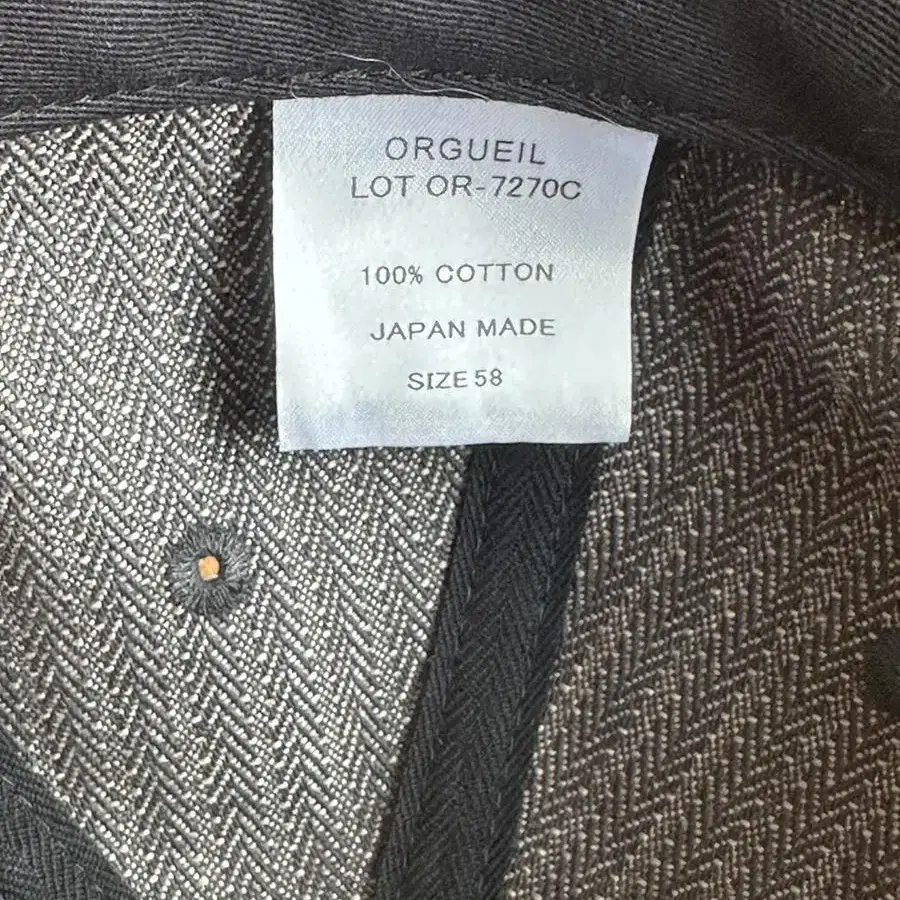 ORGUEIL
LOT OR-7270C
100% COTTON
JAPAN MADE
SIZE 58